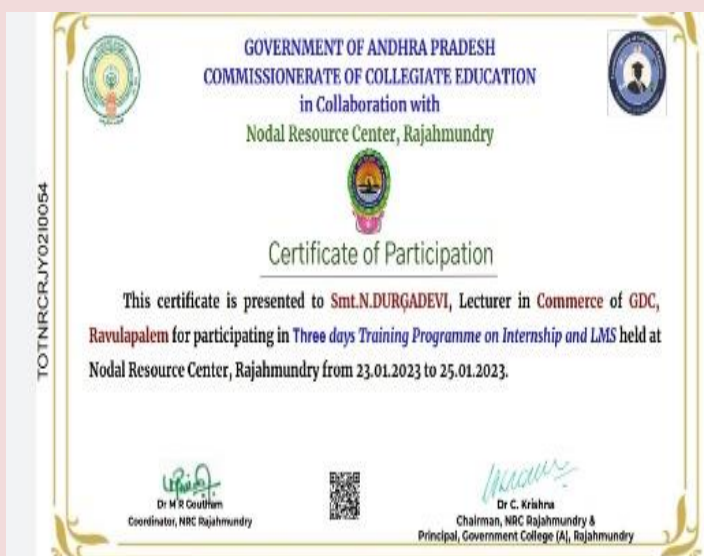 GOVERNMENT OF ANDHRA PRADESH
COMMISSIONERATE OF COLLEGIATE EDUCATION
in Collaboration with
Nodal Resource Center, Rajahmundry
Certificate of Participation
This certificate is presented to Smt.N.DURGADEVI, Lecturer in Commerce of GDC,
Ravulapalem for participating in Three days Training Programme on Internship and LMS held at
Nodal Resource Center, Rajahmundry from 23.01.2023 to 25.01.2023.
TOTNRCRJY02I0054
Dr M R Goutham
Coordinator, NRC Rajahmundry
Dr C. Krishna
Chairman, NRC Rajahmundry &
Principal, Government College (A), Rajahmundry